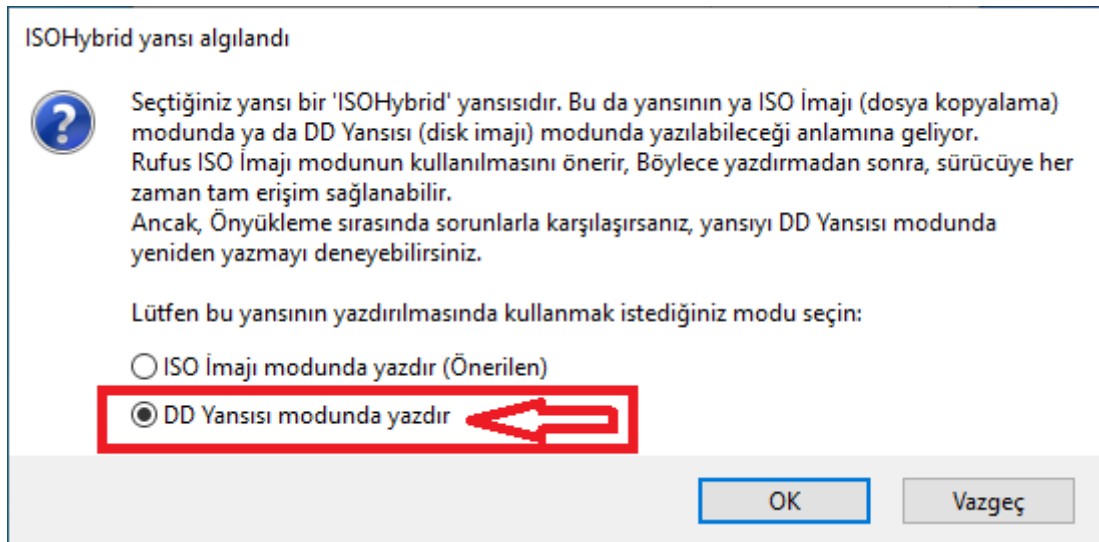 ISOHybrid yansı algılandı
Seçtiğiniz yansı bir 'ISOHybrid' yansısıdır. Bu da yansının ya ISO İmajı (dosya kopyalama)
modunda ya da DD Yansısı (disk imajı) modunda yazılabileceği anlamına geliyor.
Rufus ISO İmajı modunun kullanılmasını önerir, Böylece yazdırmadan sonra, sürücüye her
zaman tam erişim sağlanabilir.
Ancak, Önyükleme sırasında sorunlarla karşılaşırsanız, yansıyı DD Yansısı modunda
yeniden yazmayı deneyebilirsiniz.
Lütfen bu yansının yazdırılmasında kullanmak istediğiniz modu seçin:
ISO İmajı modunda yazdır (Önerilen)
DD Yansısı modunda yazdır
OK
Vazgeç